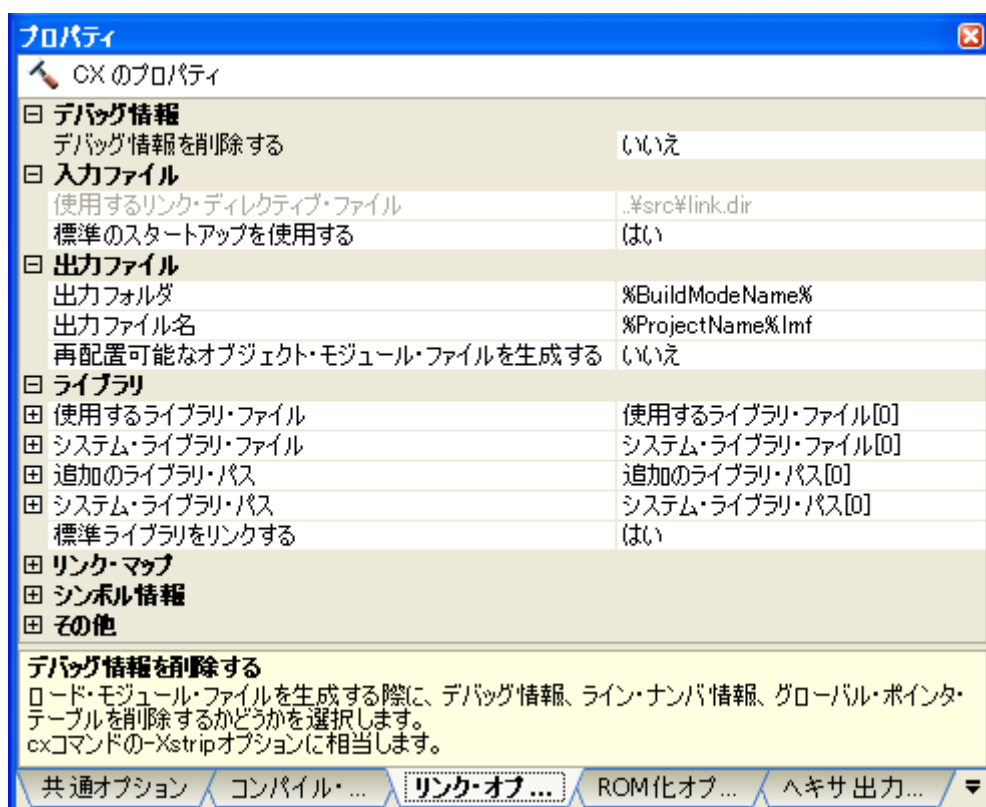 プロパティ
CX のプロパティ
デバッグ情報
デバッグ情報を削除する いいえ
入力ファイル
使用するリンク・ディレクティブ・ファイル ..¥src¥link.dir
標準のスタートアップを使用する はい
出力ファイル
出力フォルダ %BuildModeName%
出力ファイル名 %ProjectName%.lmf
再配置可能なオブジェクト・モジュール・ファイルを生成する いいえ
ライブラリ
使用するライブラリ・ファイル 使用するライブラリ・ファイル[0]
システム・ライブラリ・ファイル システム・ライブラリ・ファイル[0]
追加のライブラリ・パス 追加のライブラリ・パス[0]
システム・ライブラリ・パス システム・ライブラリ・パス[0]
標準ライブラリをリンクする はい
リンク・マップ
シンボル情報
その他
デバッグ情報を削除する
ロード・モジュール・ファイルを生成する際に、デバッグ情報、ライン・ナンバ情報、グローバル・ポインタ・
テーブルを削除するかどうかを選択します。
cxコマンドの-Xstripオプションに相当します。
共通オプション コンパイル・... リンク・オプ... ROM化オプ... ヘキサ出力...